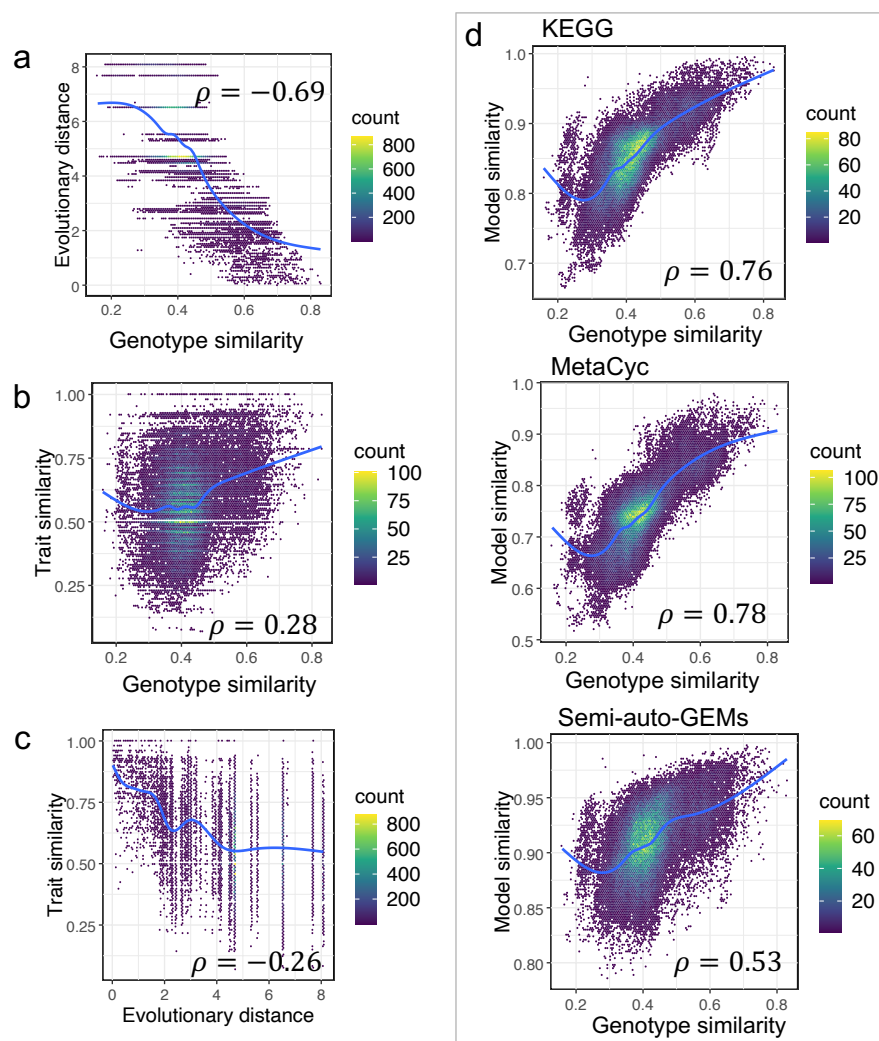 a
8
6
4
2
0
Evolutionary distance
ρ = −0.69
0.2 0.4 0.6 0.8
Genotype similarity
count
800
600
400
200
b
1.00
0.75
0.50
0.25
Trait similarity
ρ = 0.28
0.2 0.4 0.6 0.8
Genotype similarity
count
100
75
50
25
c
1.00
0.75
0.50
0.25
Trait similarity
ρ = −0.26
0 2 4 6 8
Evolutionary distance
count
800
600
400
200
d
KEGG
1.0
0.9
0.8
0.7
Model similarity
ρ = 0.76
0.2 0.4 0.6 0.8
Genotype similarity
count
80
60
40
20
MetaCyc
1.0
0.9
0.8
0.7
0.6
0.5
Model similarity
ρ = 0.78
0.2 0.4 0.6 0.8
Genotype similarity
count
100
75
50
25
Semi-auto-GEMs
1.00
0.95
0.90
0.85
0.80
Model similarity
ρ = 0.53
0.2 0.4 0.6 0.8
Genotype similarity
count
60
40
20